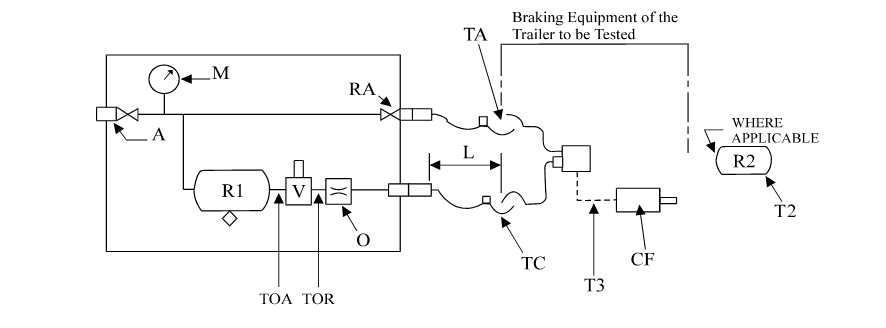 Braking Equipment of the
Trailer to be Tested
TA
M
RA
A
WHERE
APPLICABLE
L
R2
R1
V
T2
O
TC
CF
T3
TOA TOR